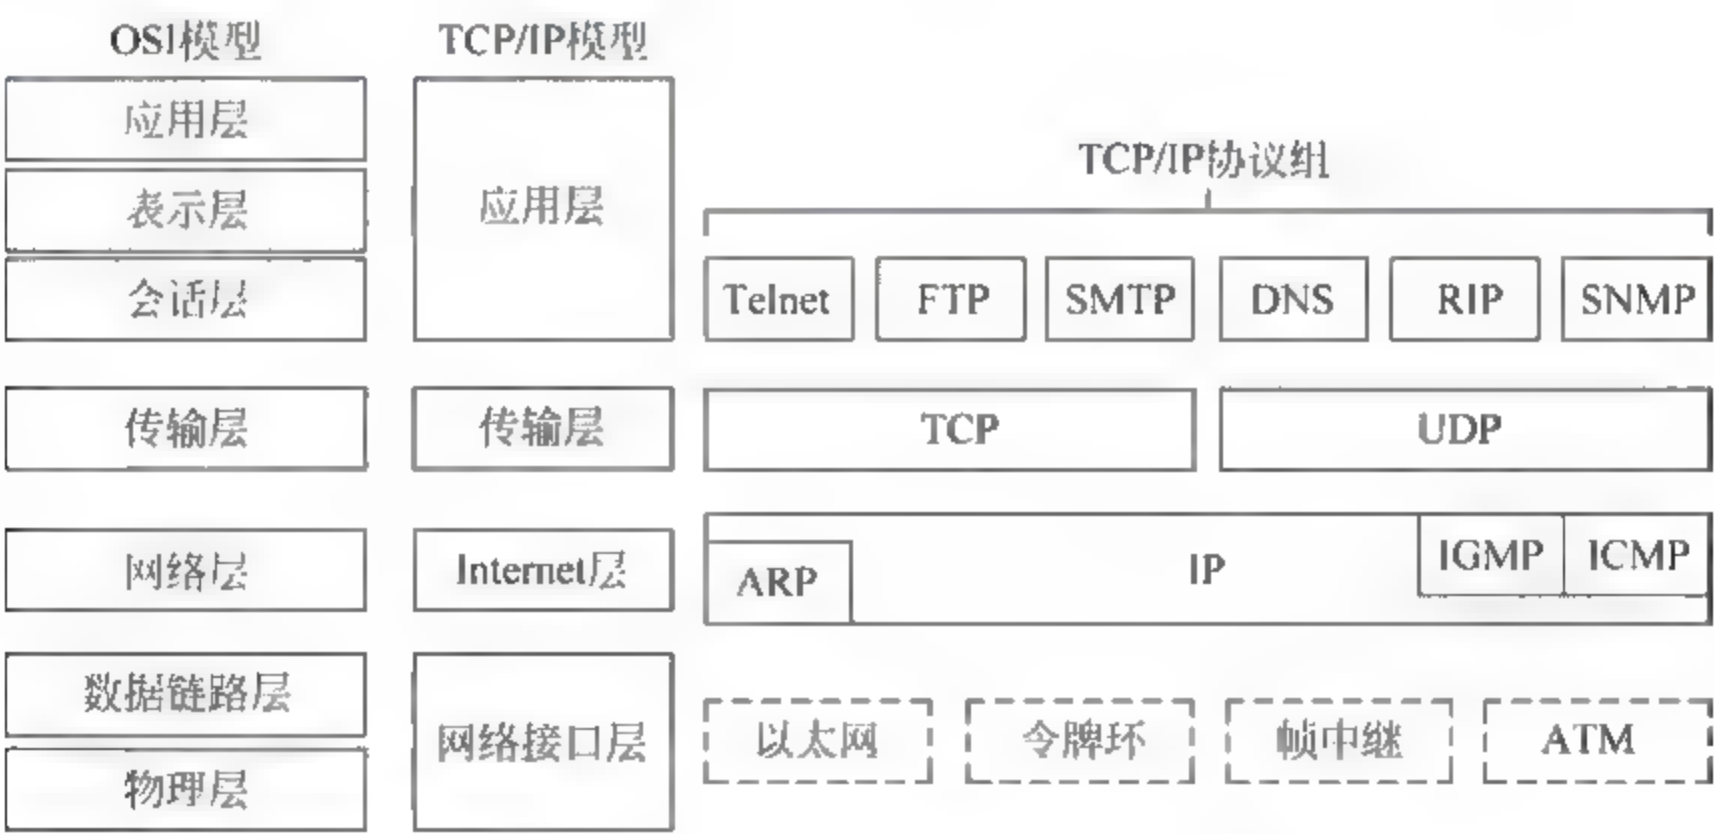 OSI模型
TCP/IP模型
应用层
表示层
会话层
应用层
TCP/IP协议组
Telnet
FTP
SMTP
DNS
RIP
SNMP
传输层
传输层
TCP
UDP
网络层
Internet层
ARP
IP
IGMP
ICMP
数据链路层
物理层
网络接口层
以太网
令牌环
帧中继
ATM